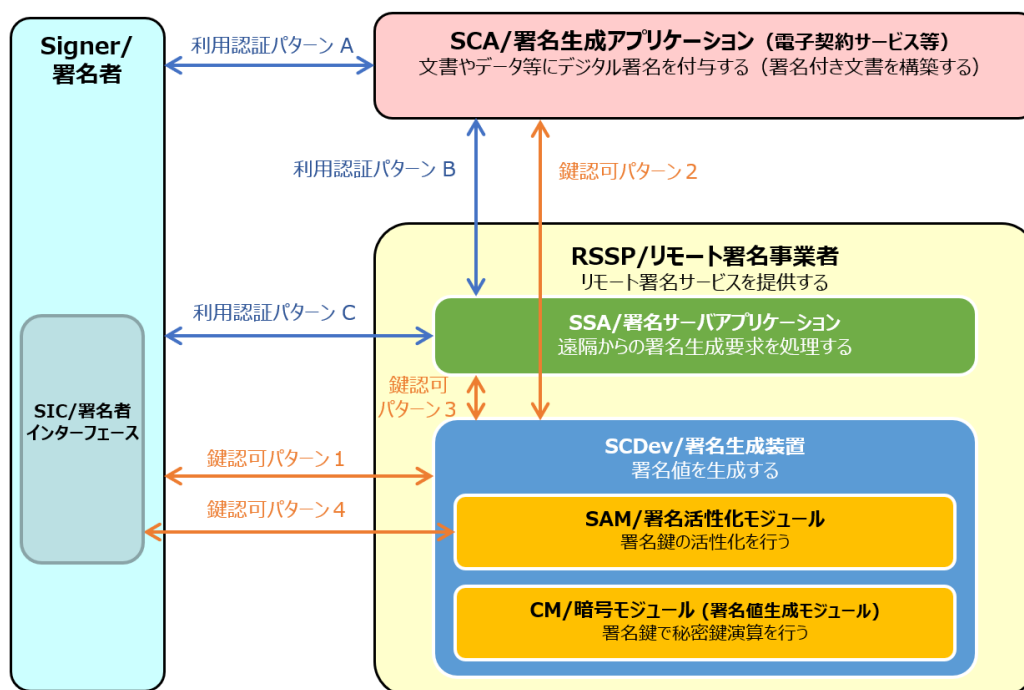 Signer/
署名者
利用認証パターン A
SCA/署名生成アプリケーション（電子契約サービス等）
文書やデータ等にデジタル署名を付与する（署名付き文書を構築する）
利用認証パターン B
鍵認可パターン２
RSSP/リモート署名事業者
リモート署名サービスを提供する
利用認証パターン C
SSA/署名サーバアプリケーション
遠隔からの署名生成要求を処理する
鍵認可
パターン３
SIC/署名者
インターフェース
SCDev/署名生成装置
署名値を生成する
鍵認可パターン１
鍵認可パターン４
SAM/署名活性化モジュール
署名鍵の活性化を行う
CM/暗号モジュール (署名値生成モジュール)
署名鍵で秘密鍵演算を行う